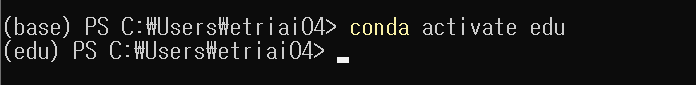 (base) PS C:₩Users₩etriai04> conda activate edu
(edu) PS C:₩Users₩etriai04>